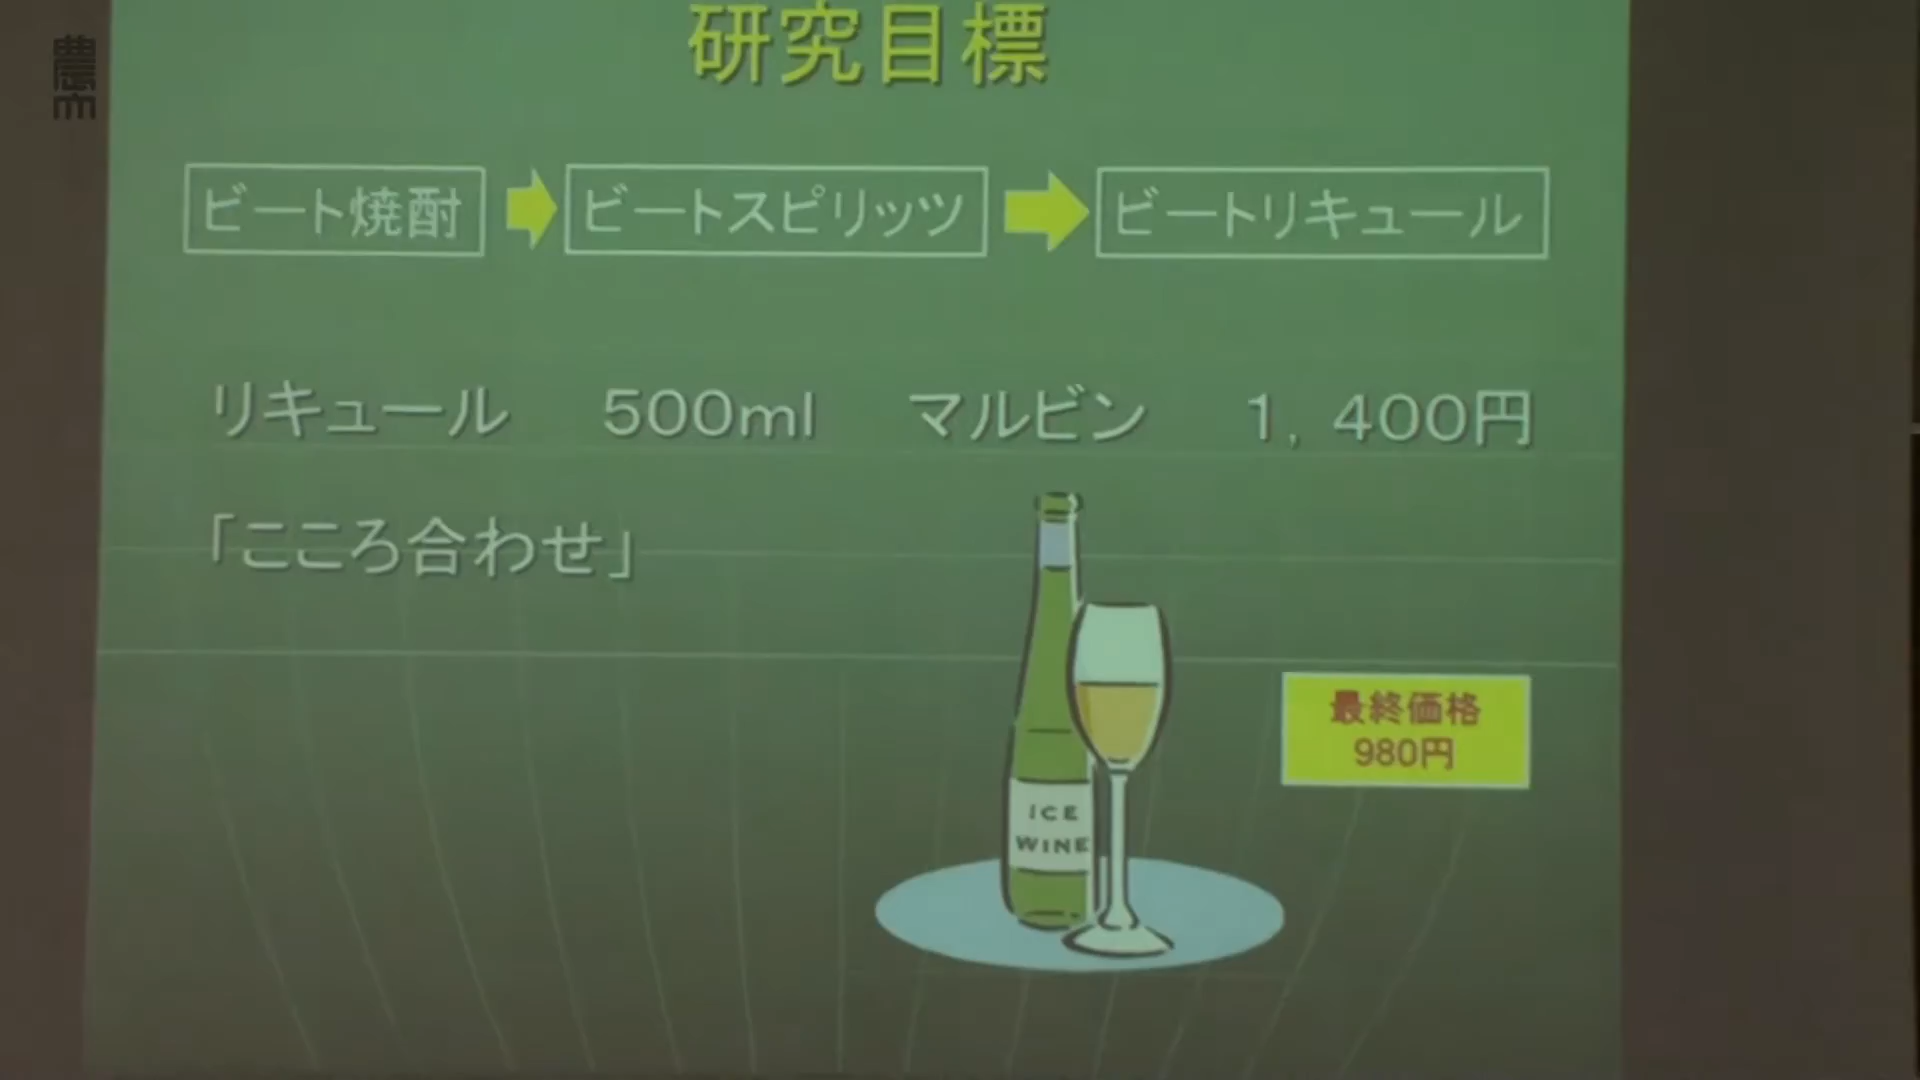 研究目標
ビート焼酎 ビートスピリッツ ビートリキュール
リキュール 500ml マルビン 1，400円
「こころ合わせ」
最終価格
980円
ICE
WINE